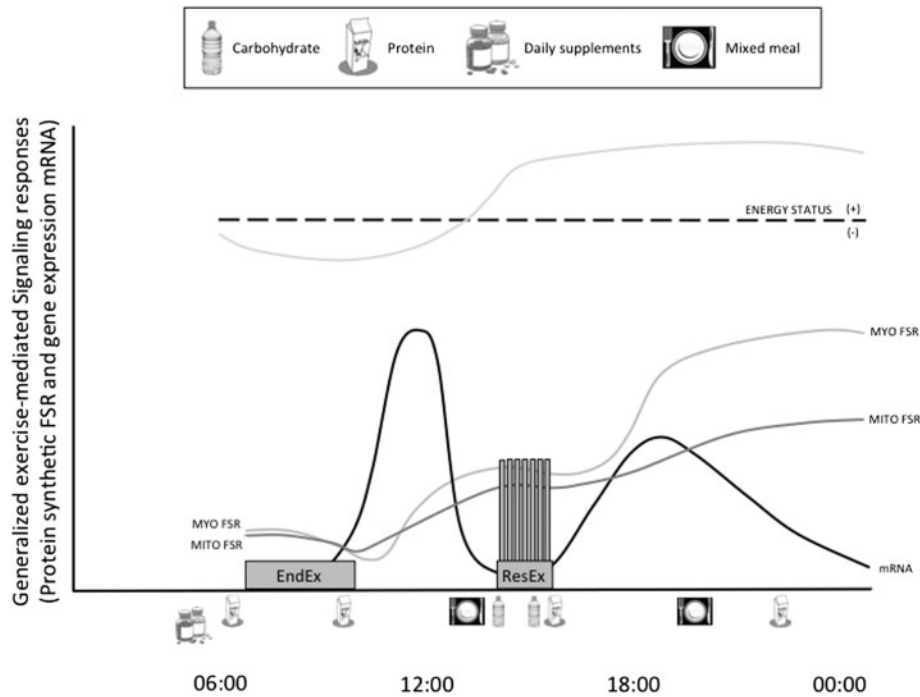 Carbohydrate
Protein
Daily supplements
Mixed meal
Generalized exercise-mediated Signaling responses
(Protein synthetic FSR and gene expression mRNA)
ENERGY STATUS (+)
(-)
MYO FSR
MITO FSR
MYO FSR
MITO FSR
EndEx
ResEx
mRNA
06:00 12:00 18:00 00:00